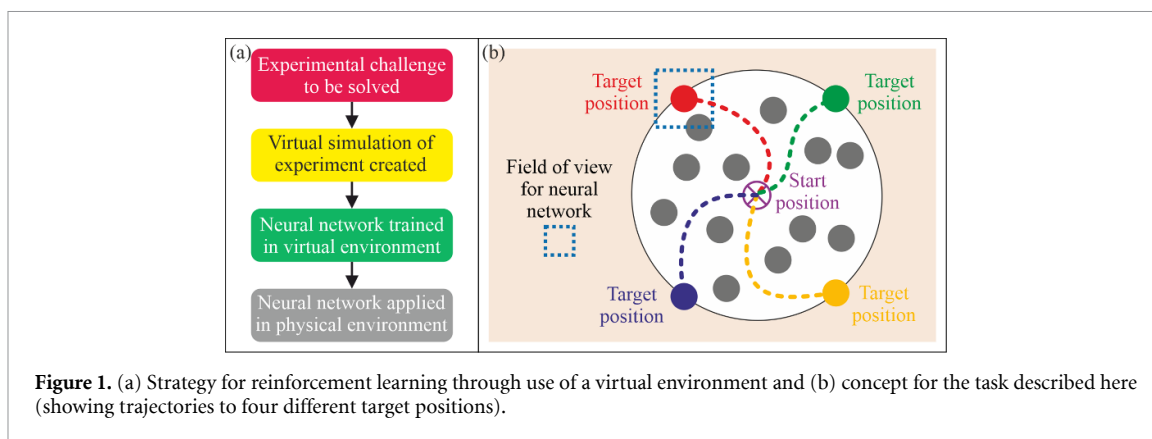 (a)
Experimental challenge
to be solved
Virtual simulation of
experiment created
Neural network trained
in virtual environment
Neural network applied
in physical environment
(b)
Target
position
Target
position
Field of view
for neural
network
Start
position
Target
position
Target
position
Figure 1. (a) Strategy for reinforcement learning through use of a virtual environment and (b) concept for the task described here
(showing trajectories to four different target positions).